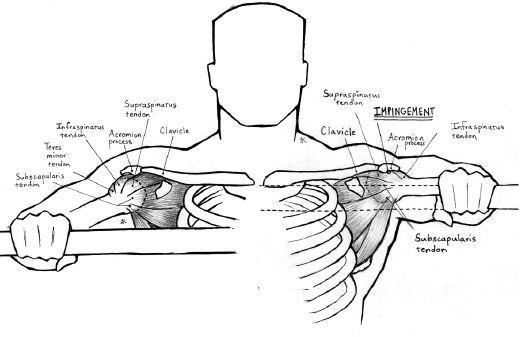 Supraspinatus
tendon
Infraspinatus
tendon
Acromion
process
Clavicle
Teres
minor
tendon
Subscapularis
tendon
Supraspinatus
tendon
IMPINGEMENT
Clavicle
Acromion
process
Infraspinatus
tendon
Subscapularis
tendon